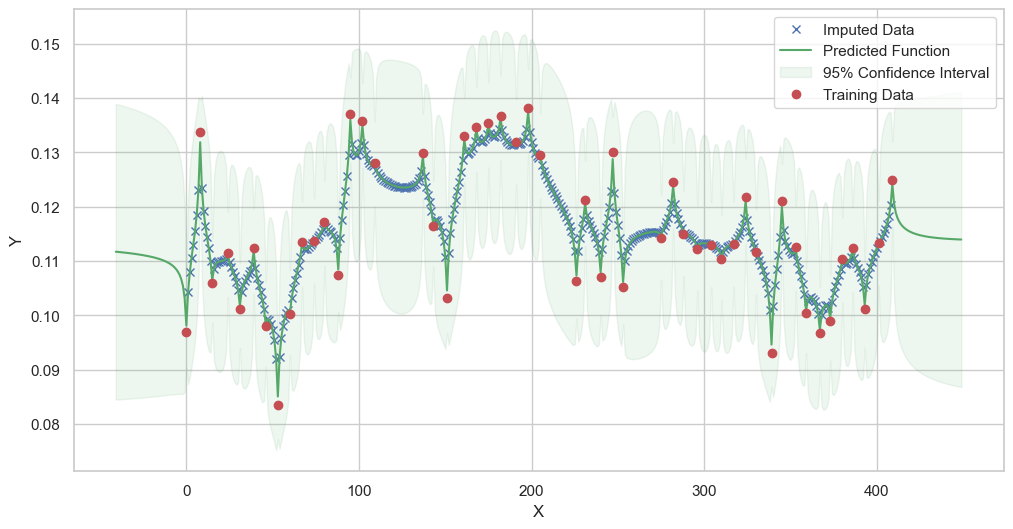 Imputed Data
Predicted Function
95% Confidence Interval
Training Data
0.15
0.14
0.13
0.12
0.11
0.10
0.09
0.08
Y
0 100 200 300 400
X